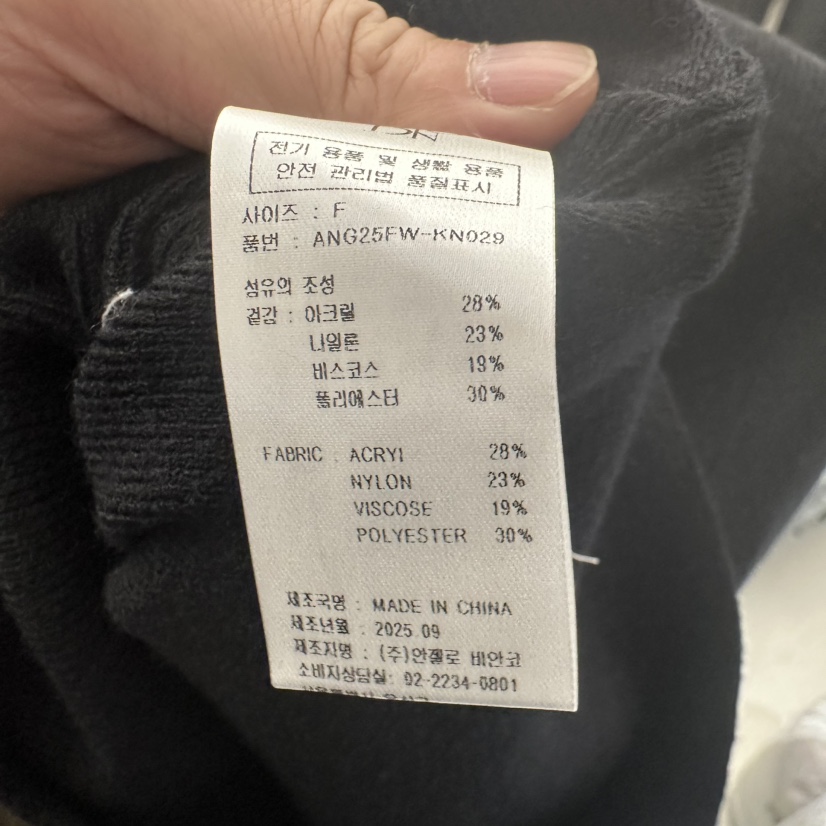 전기 용품 및 생활 용품
안전 관리법 품질표시
사이즈 : F
품번 : ANG25FW-KN029
섬유의 조성
겉감 : 아크릴 28%
나일론 23%
비스코스 19%
폴리에스터 30%
FABRIC : ACRYl 28%
NYLON 23%
VISCOSE 19%
POLYESTER 30%
제조국명 : MADE IN CHINA
제조년월 : 2025.09
제조자명 : (주)안젤로 비안코
소비지상담실: 02-2234-0801